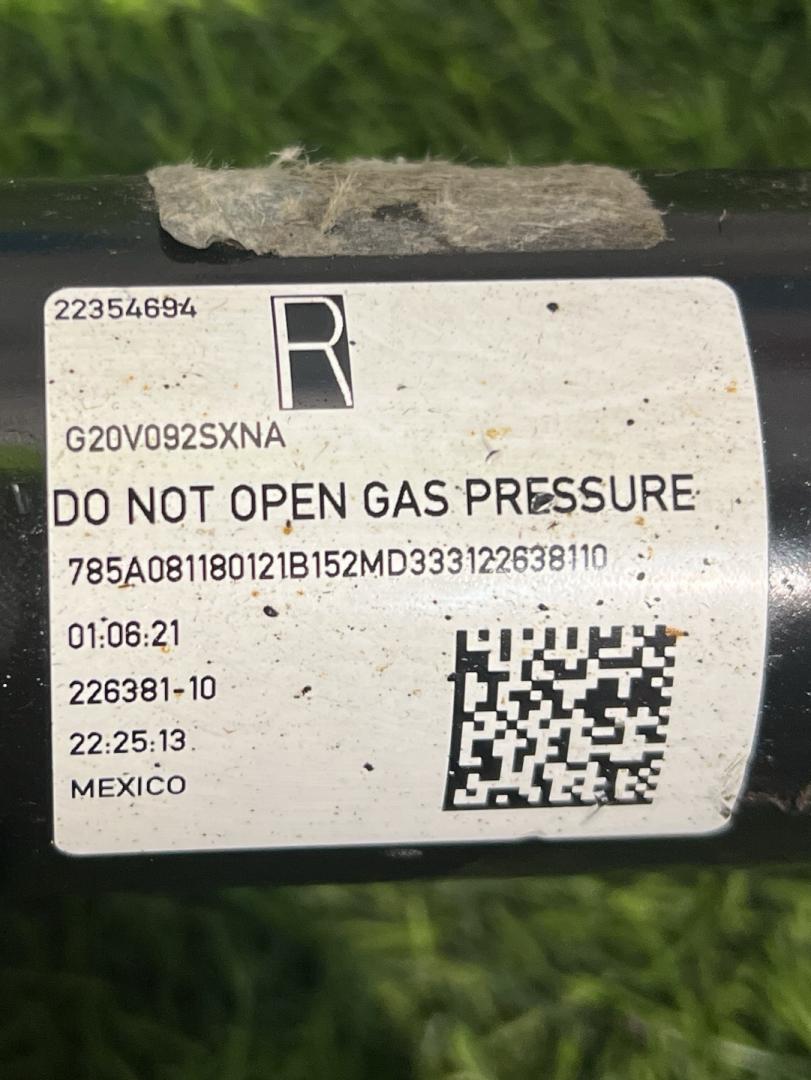 22354694
R
G20V092SXNA
DO NOT OPEN GAS PRESSURE
785A081180121B152MD333122638110
01:06:21
226381-10
22:25:13
MEXICO